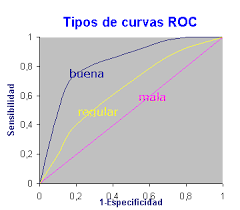 Tipos de curvas ROC
Sensibilidad
1
0,8
0,6
0,4
0,2
0
buena
regular
mala
0 0,2 0,4 0,6 0,8 1
1-Especificidad